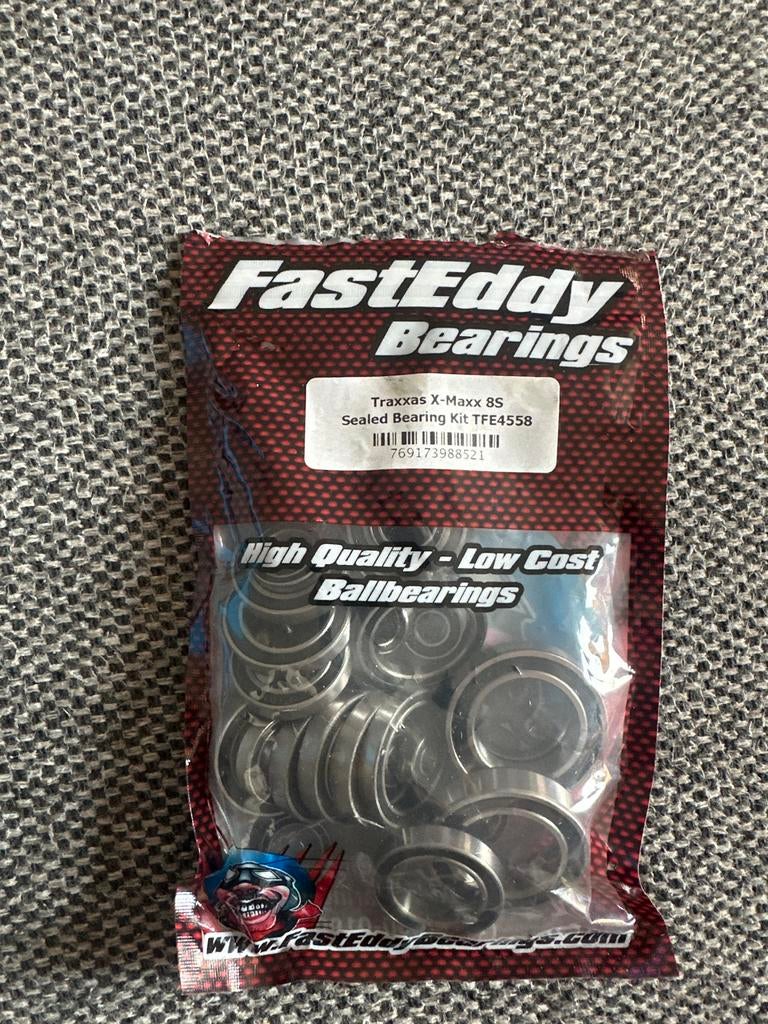 FastEddy
Bearings
Traxxas X-Maxx 8S
Sealed Bearing Kit TFE4558
769173988521
High Quality - Low Cost
Ballbearings
www.FastEddyBearings.com